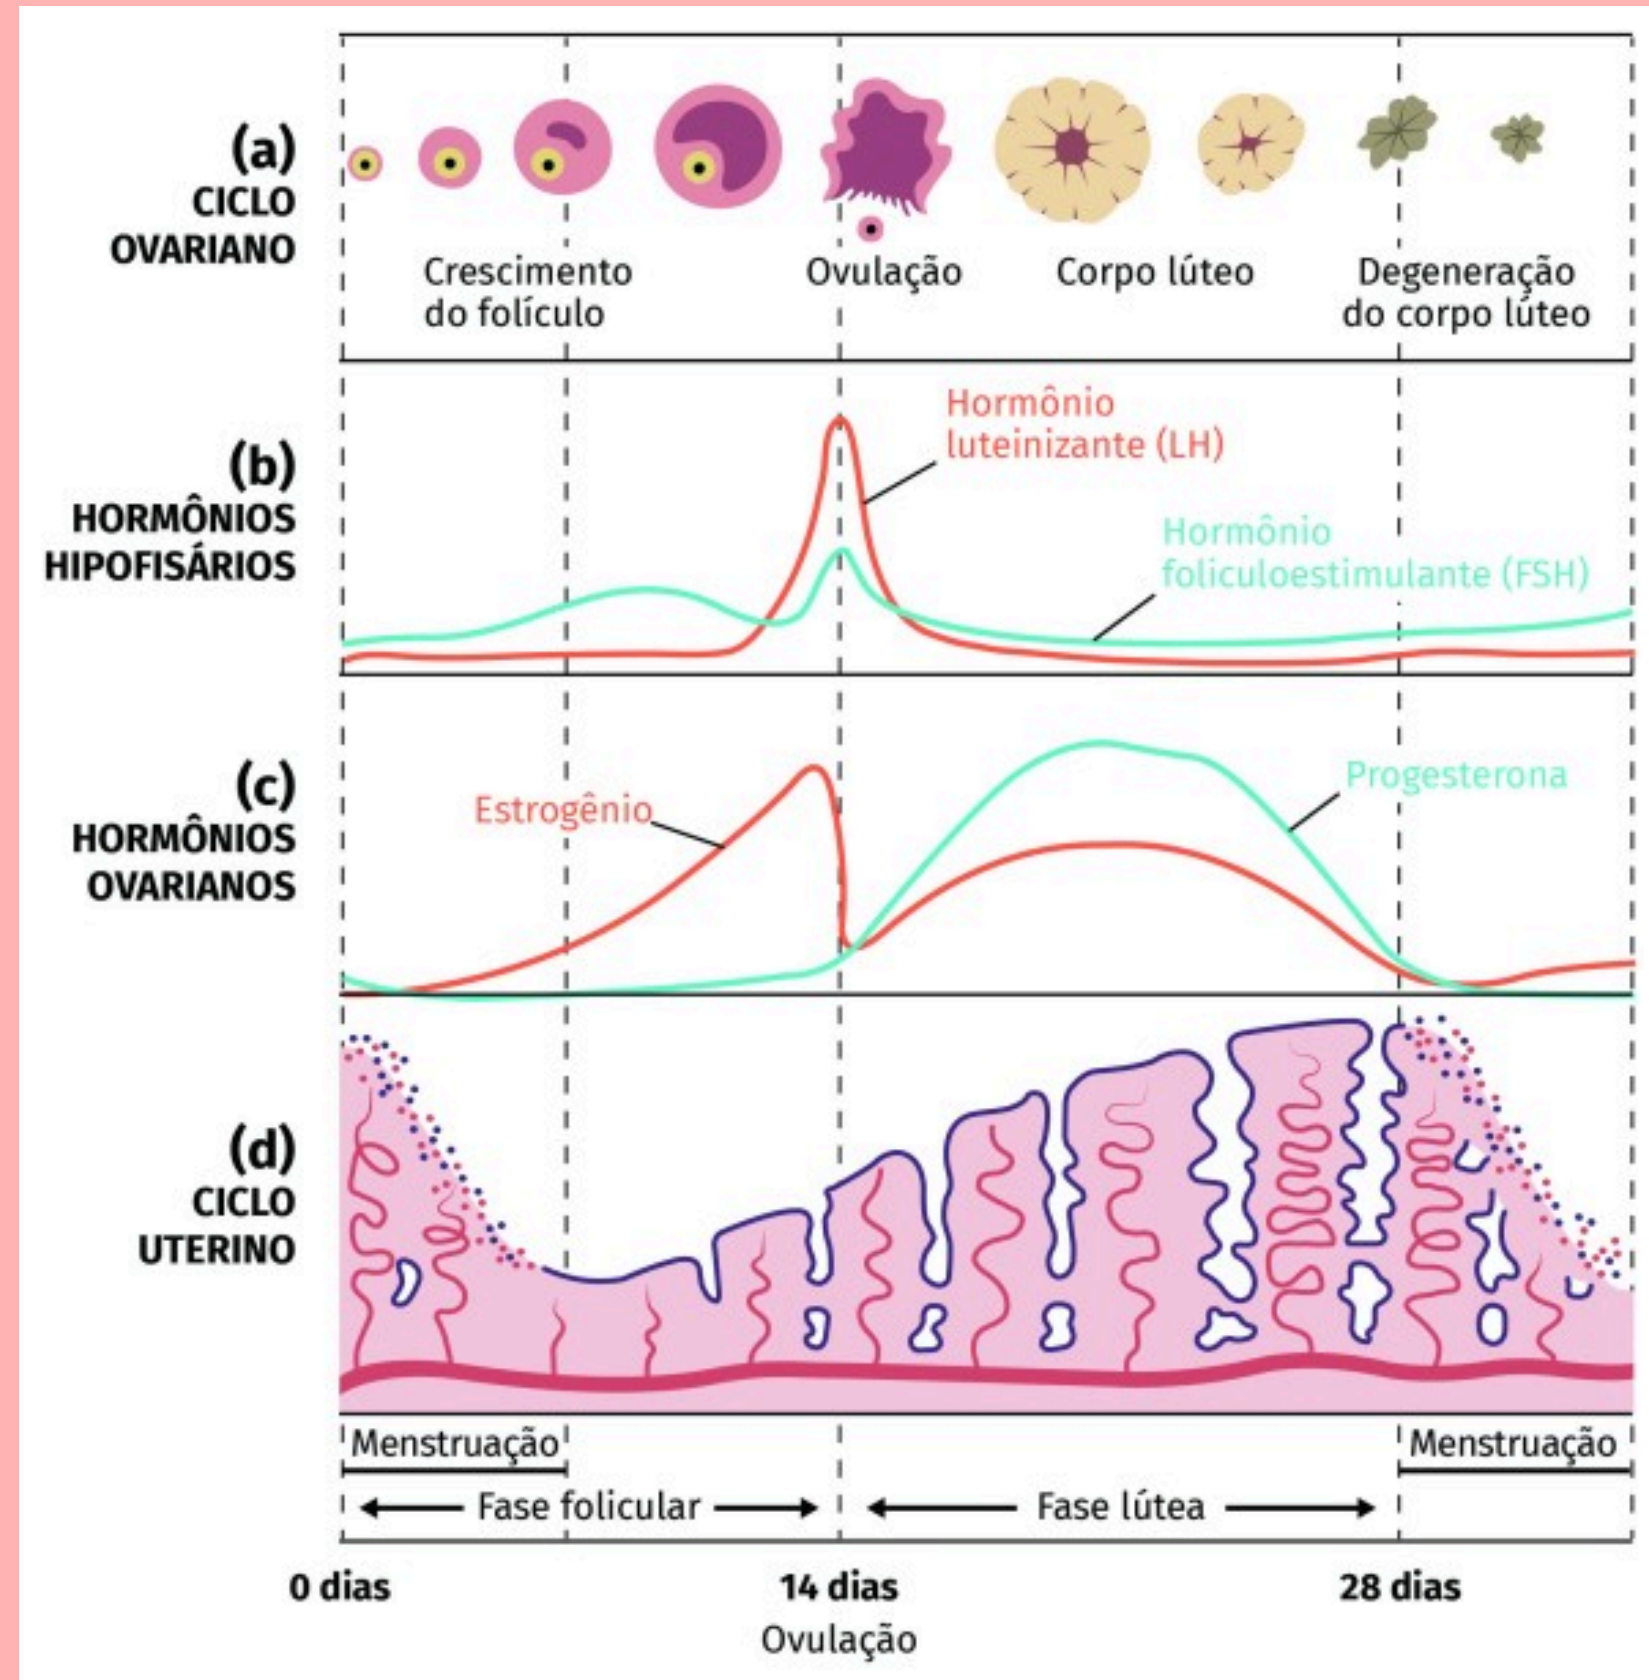 (a)
CICLO
OVARIANO
Crescimento
do folículo
Ovulação
Corpo lúteo
Degeneração
do corpo lúteo
(b)
HORMÔNIOS
HIPOFISÁRIOS
Hormônio
luteinizante (LH)
Hormônio
foliculoestimulante (FSH)
(c)
HORMÔNIOS
OVARIANOS
Estrogênio
Progesterona
(d)
CICLO
UTERINO
Menstruação
Menstruação
Fase folicular
Fase lútea
0 dias
14 dias
28 dias
Ovulação